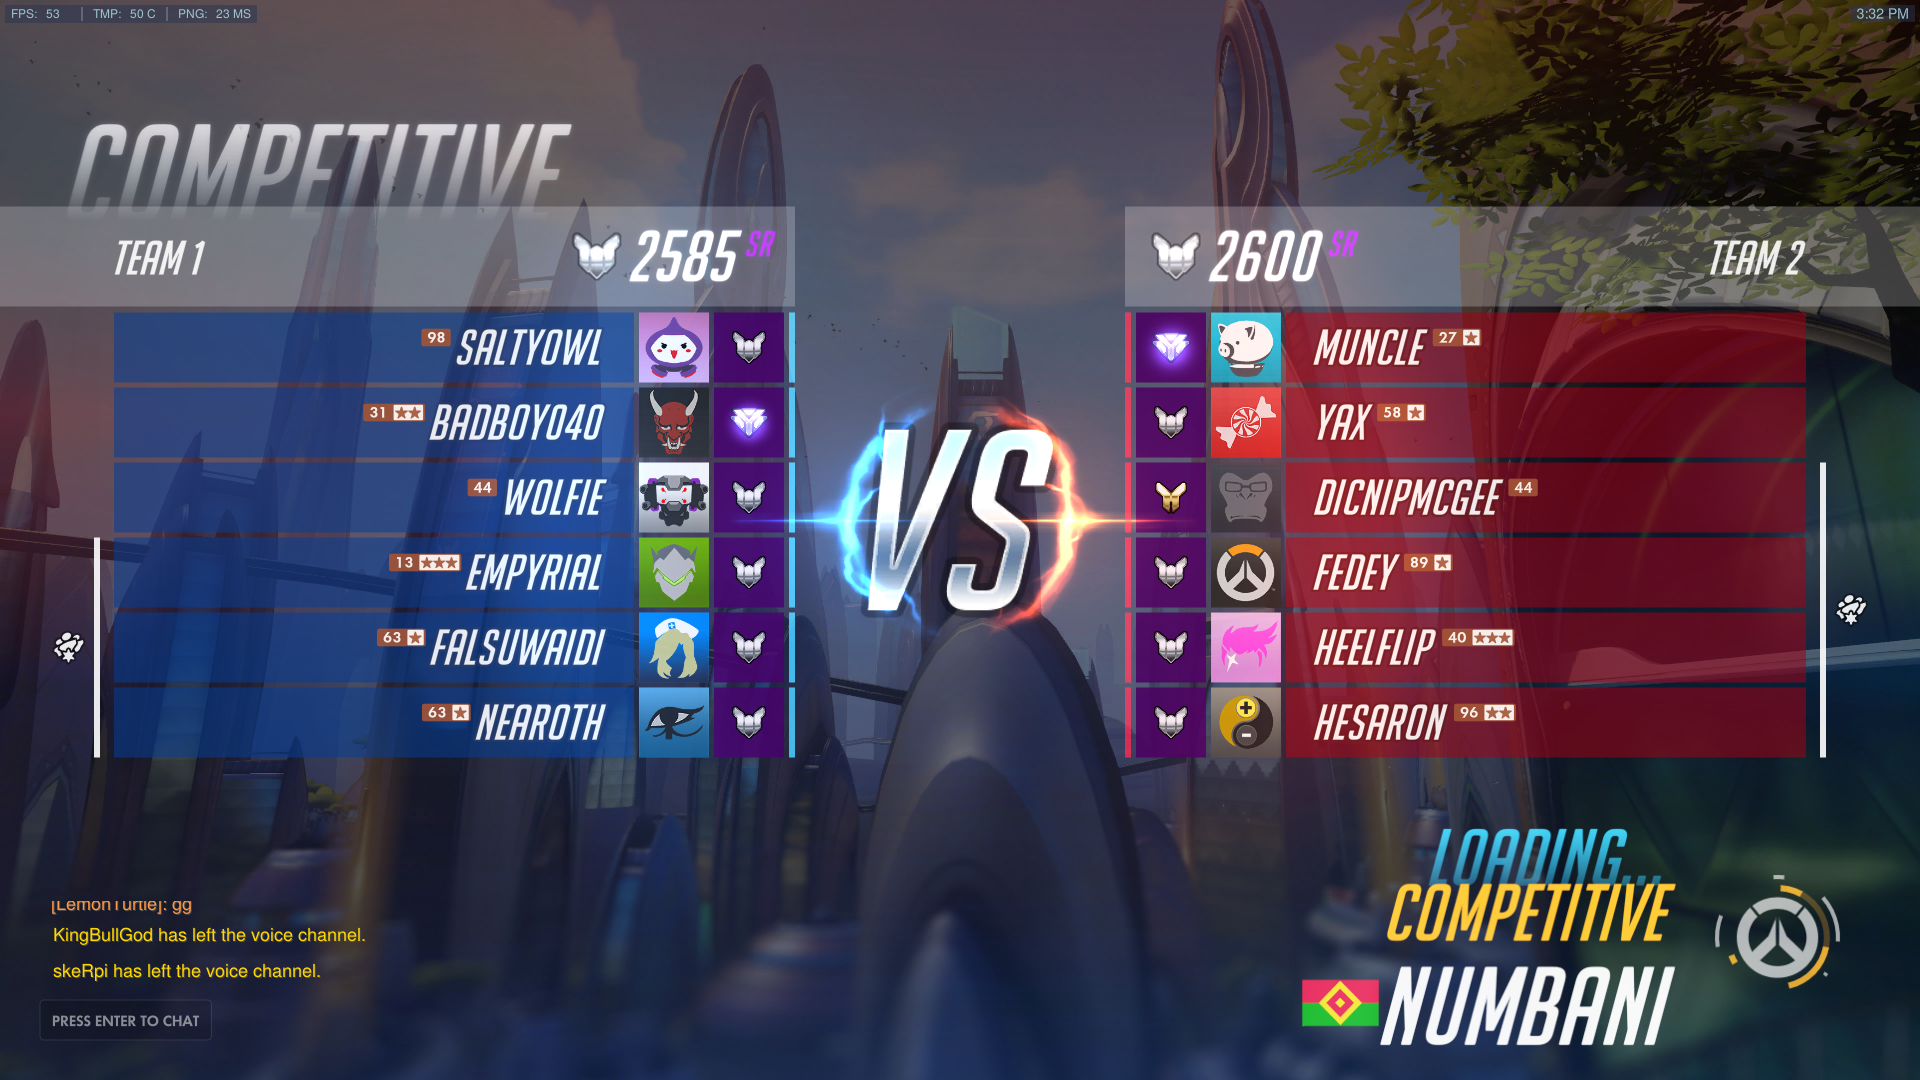 FPS: 53 | TMP: 50 C | PNG: 23 MS
3:32 PM
COMPETITIVE
TEAM 1
2585 SR
98 SALTYOWL
31 BADBOY040
44 WOLFIE
13 EMPYRIAL
63 FALSUWAIDI
63 NEAROTH
VS
2600 SR
TEAM 2
MUNCLE 27
YAX 58
DICNIPMCGEE 44
FEDEY 89
HEELFLIP 40
HESARON 96
[LemonTurtle]: gg
KingBullGod has left the voice channel.
skeRpi has left the voice channel.
PRESS ENTER TO CHAT
LOADING...
COMPETITIVE
NUMBANI